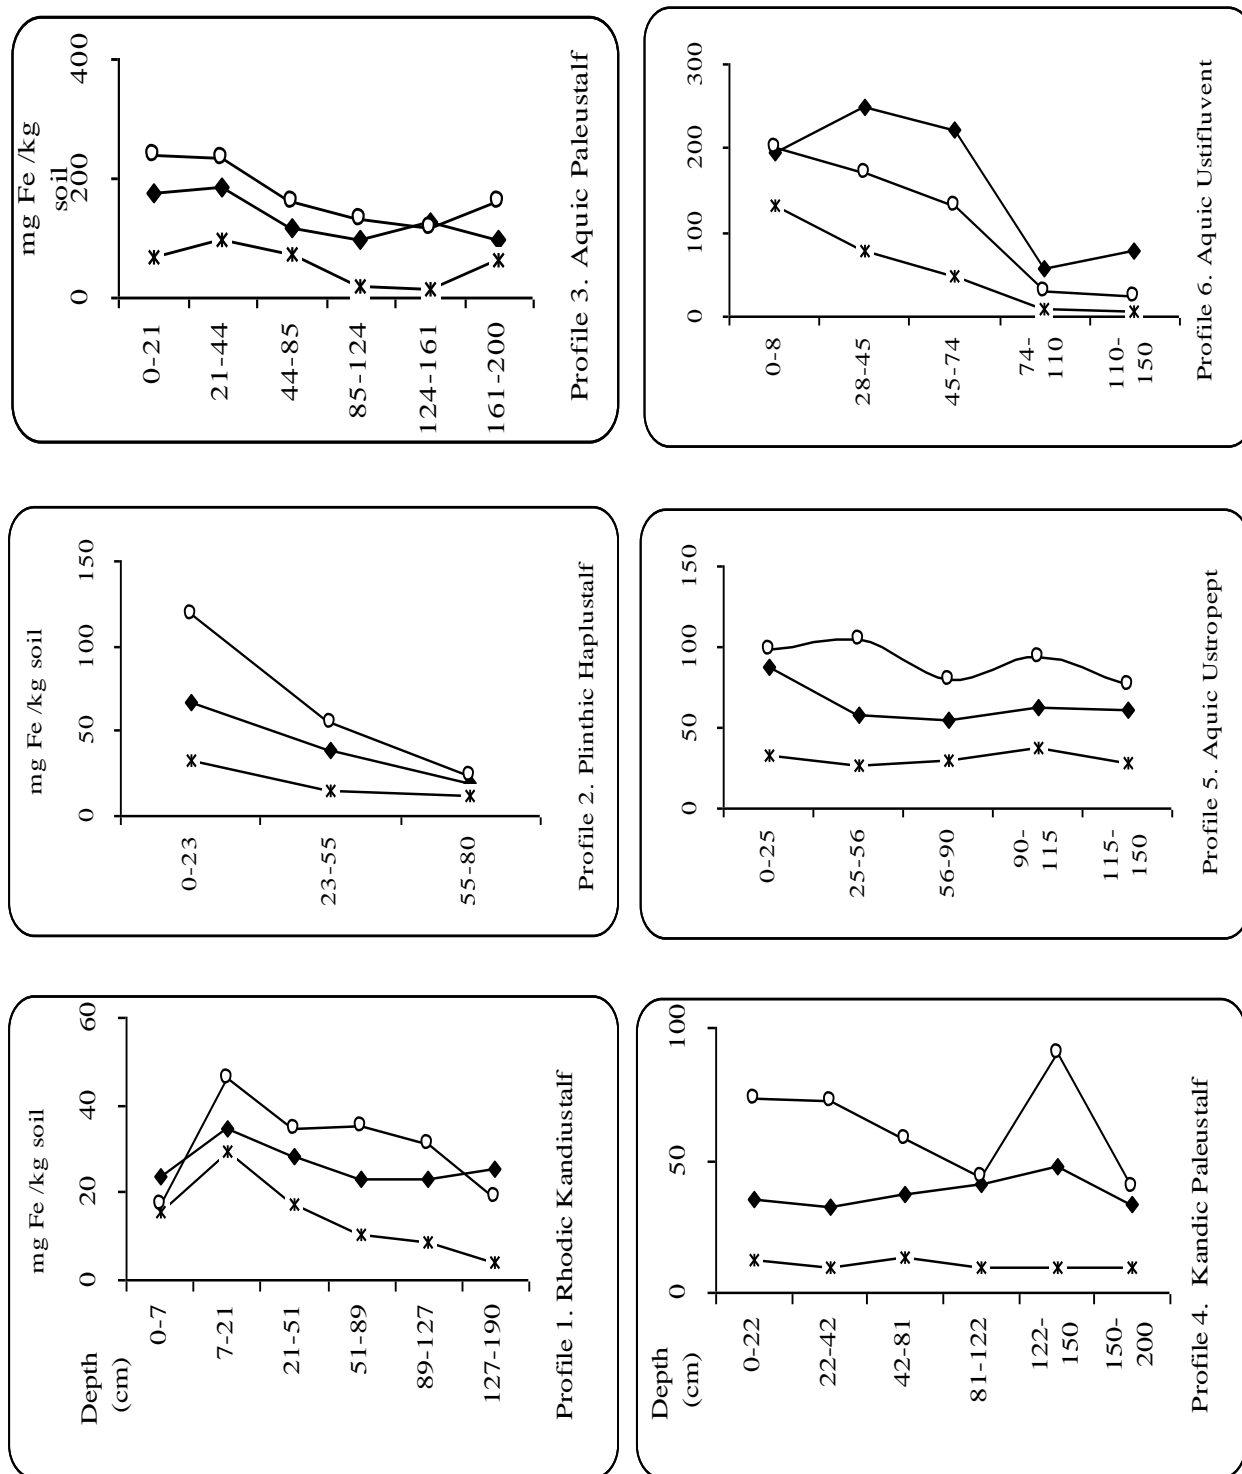 mg Fe /kg soil
0 20 40 60
Depth
(cm)
0-7
7-21
21-51
51-89
89-127
127-190
Profile 1. Rhodic Kandiustalf
mg Fe /kg soil
0 50 100 150
0-23
23-55
55-80
Profile 2. Plinthic Haplustalf
mg Fe /kg
soil
0 200 400
0-21
21-44
44-85
85-124
124-161
161-200
Profile 3. Aquic Paleustalf
0 50 100
Depth
(cm)
0-22
22-42
42-81
81-122
122-
150
150-
200
Profile 4. Kandic Paleustalf
0 50 100 150
0-25
25-56
56-90
90-
115
115-
150
Profile 5. Aquic Ustropept
0 100 200 300
0-8
28-45
45-74
74-
110
110-
150
Profile 6. Aquic Ustifluvent